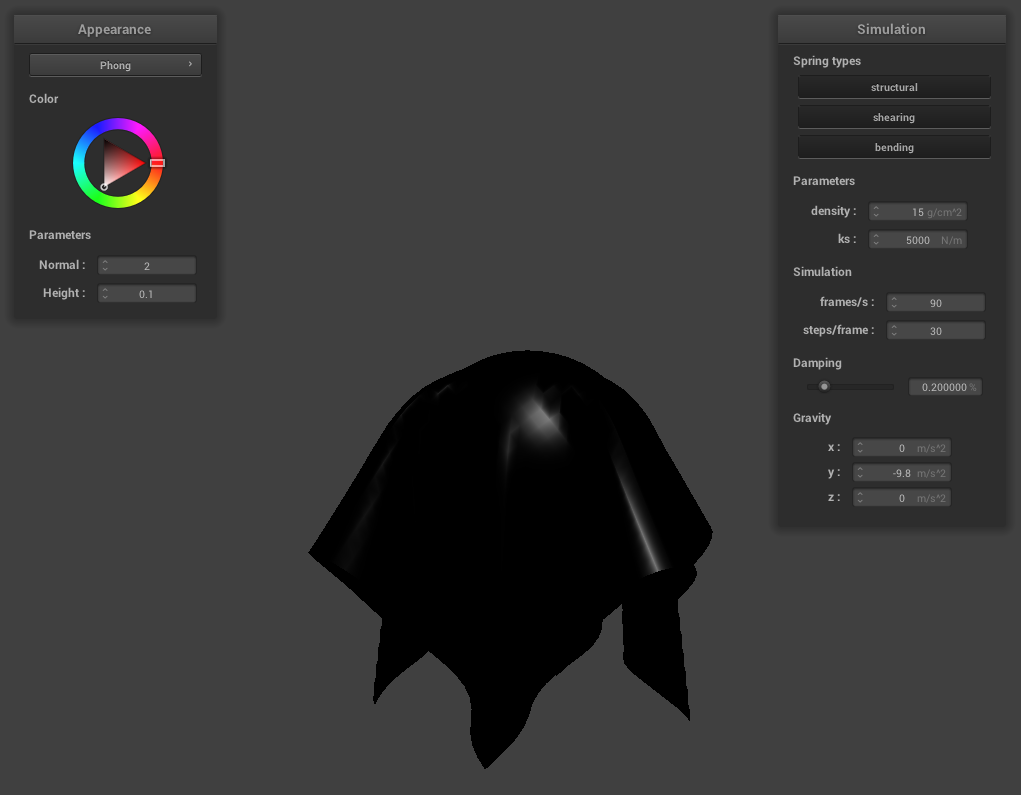 Appearance
Phong ›
Color
Parameters
Normal : 2
Height : 0.1
Simulation
Spring types
structural
shearing
bending
Parameters
density : 15 g/cm^2
ks : 5000 N/m
Simulation
frames/s : 90
steps/frame : 30
Damping
0.200000 %
Gravity
x : 0 m/s^2
y : -9.8 m/s^2
z : 0 m/s^2